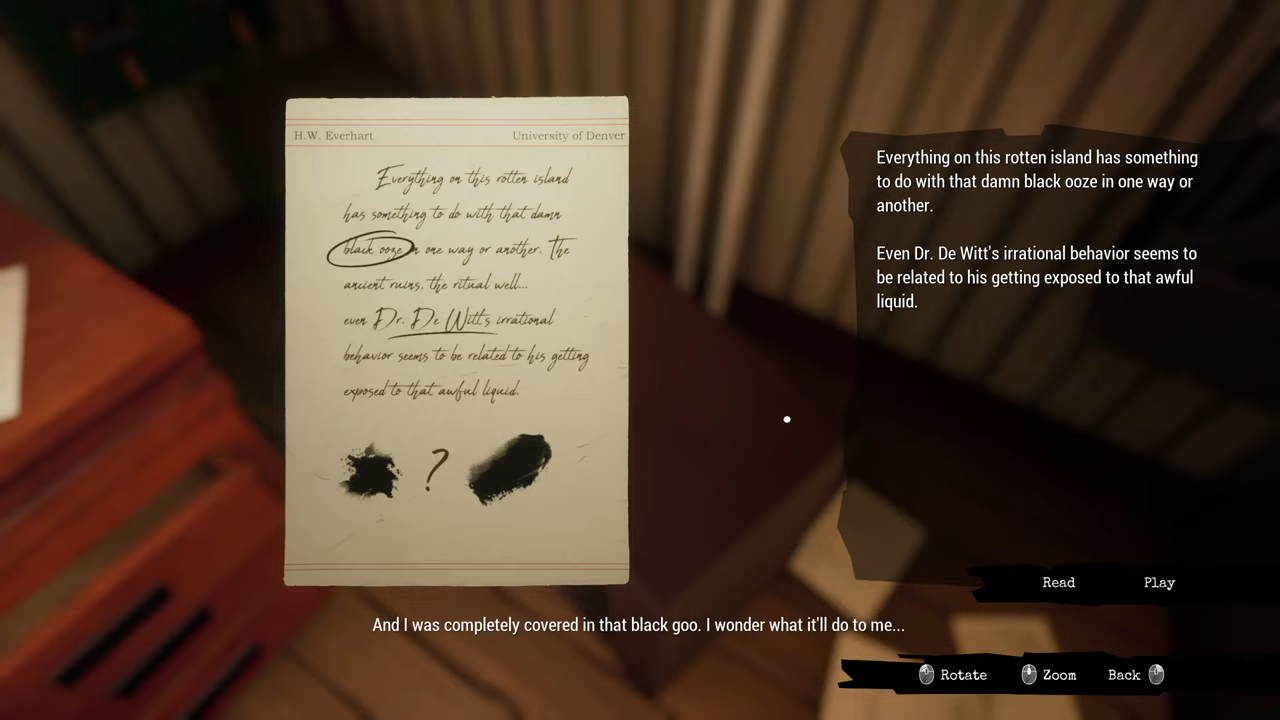 H.W. Everhart University of Denver
Everything on this rotten island
has something to do with that damn
black ooze in one way or another. The
ancient ruins, the ritual well...
even Dr. De Witt's irrational
behavior seems to be related to his getting
exposed to that awful liquid.
?
Everything on this rotten island has something
to do with that damn black ooze in one way or
another.
Even Dr. De Witt's irrational behavior seems to
be related to his getting exposed to that awful
liquid.
Read Play
And I was completely covered in that black goo. I wonder what it'll do to me...
Rotate Zoom Back